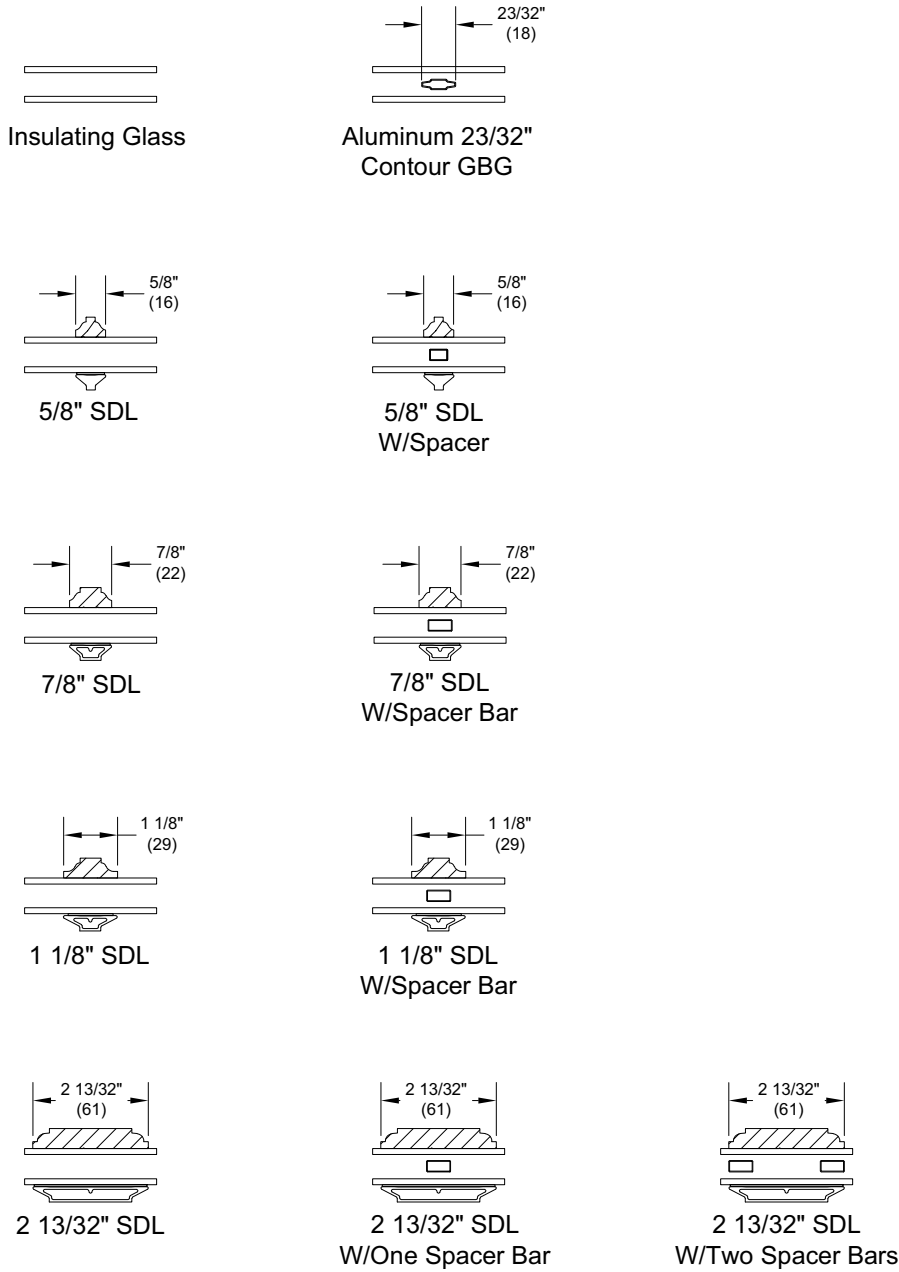 23/32"
(18)
Insulating Glass
Aluminum 23/32"
Contour GBG
5/8"
(16)
5/8" SDL
5/8"
(16)
5/8" SDL
W/Spacer
7/8"
(22)
7/8" SDL
7/8"
(22)
7/8" SDL
W/Spacer Bar
1 1/8"
(29)
1 1/8" SDL
1 1/8"
(29)
1 1/8" SDL
W/Spacer Bar
2 13/32"
(61)
2 13/32" SDL
2 13/32"
(61)
2 13/32" SDL
W/One Spacer Bar
2 13/32"
(61)
2 13/32" SDL
W/Two Spacer Bars